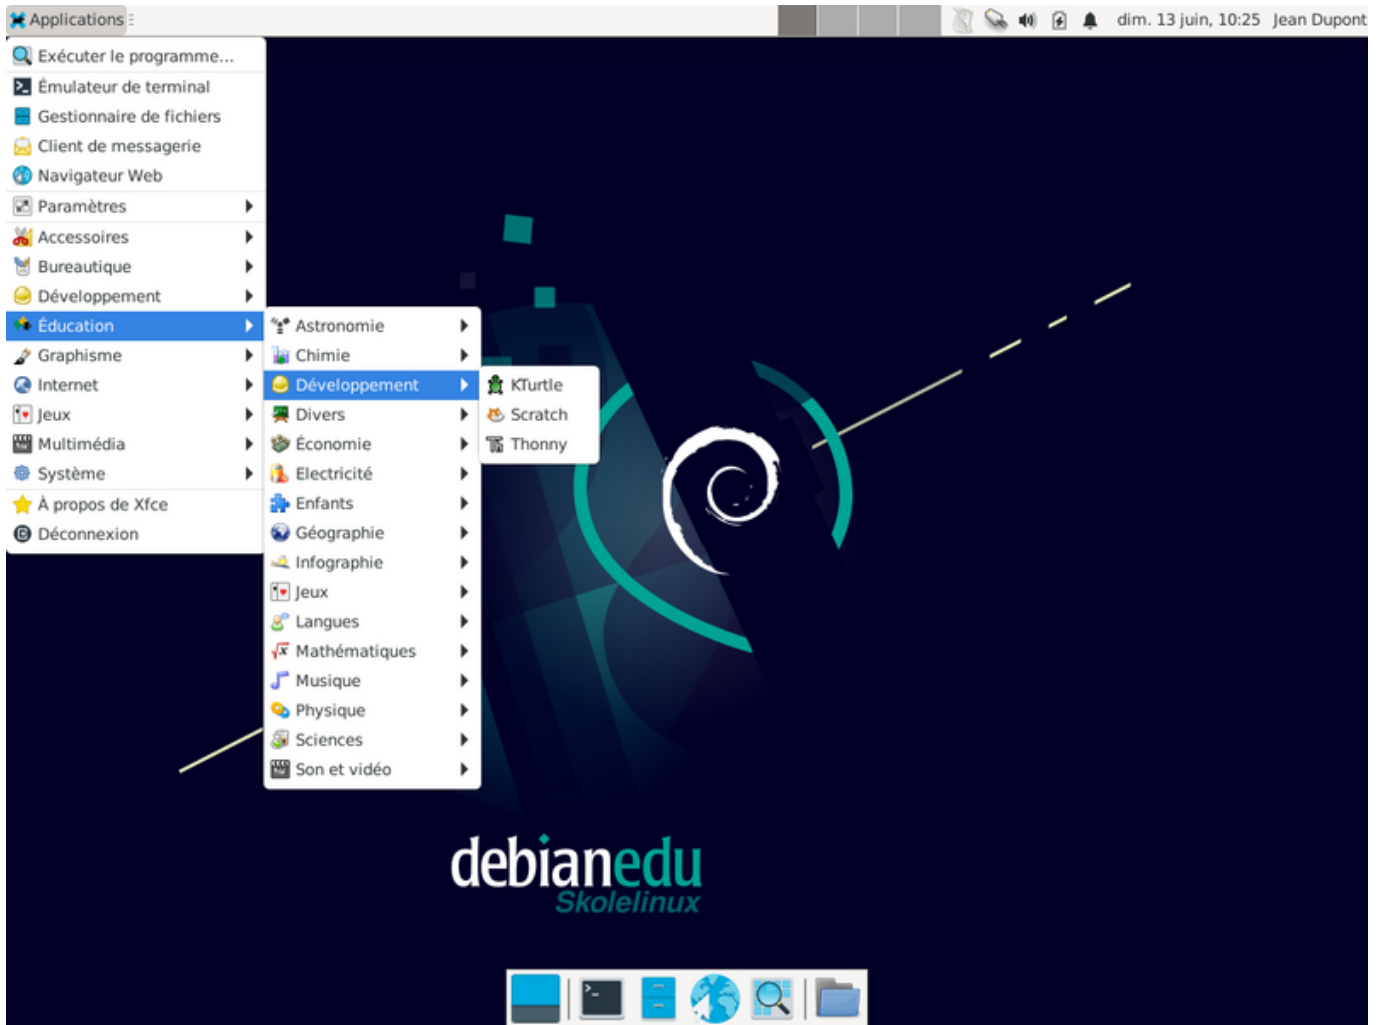 Applications
dim. 13 juin, 10:25 Jean Dupont
Exécuter le programme...
Émulateur de terminal
Gestionnaire de fichiers
Client de messagerie
Navigateur Web
Paramètres
Accessoires
Bureautique
Développement
Éducation
Graphisme
Internet
Jeux
Multimédia
Système
À propos de Xfce
Déconnexion
Astronomie
Chimie
Développement
Divers
Économie
Electricité
Enfants
Géographie
Infographie
Jeux
Langues
Mathématiques
Musique
Physique
Sciences
Son et vidéo
KTurtle
Scratch
Thonny
debianedu
Skolelinux